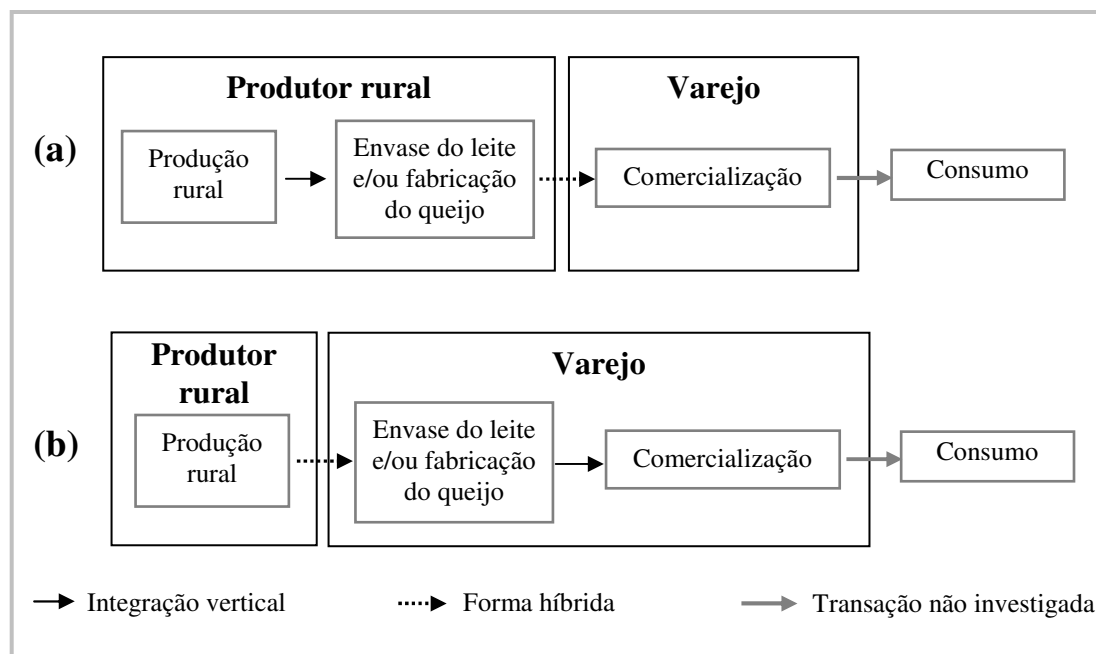 Produtor rural
Varejo
(a)
Produção
rural
Envase do leite
e/ou fabricação
do queijo
Comercialização
Consumo
Produtor
rural
Varejo
(b)
Produção
rural
Envase do leite
e/ou fabricação
do queijo
Comercialização
Consumo
Integração vertical
Forma híbrida
Transação não investigada